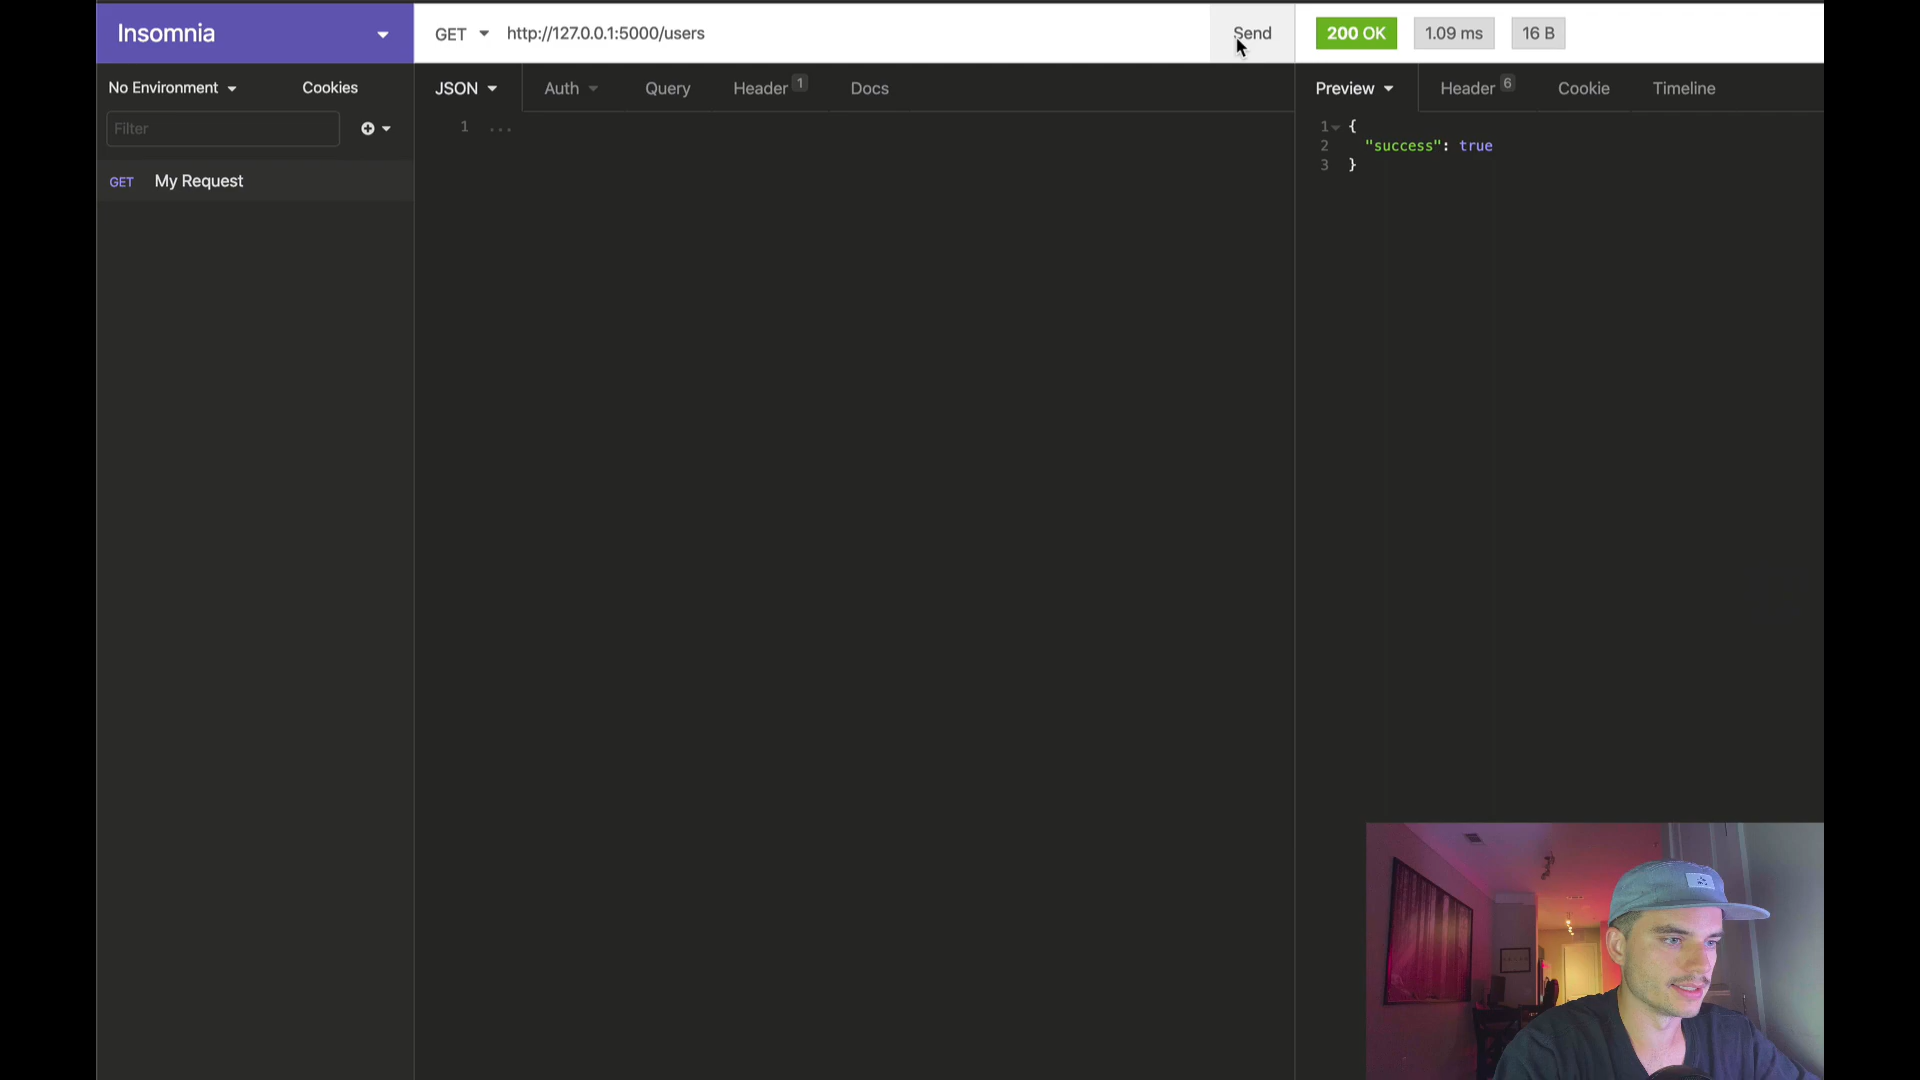 Insomnia
GET http://127.0.0.1:5000/users Send
200 OK 1.09 ms 16 B
No Environment Cookies
JSON Auth Query Header 1 Docs
Preview Header 6 Cookie Timeline
Filter
GET My Request
1 ...
1 {
2 "success": true
3 }